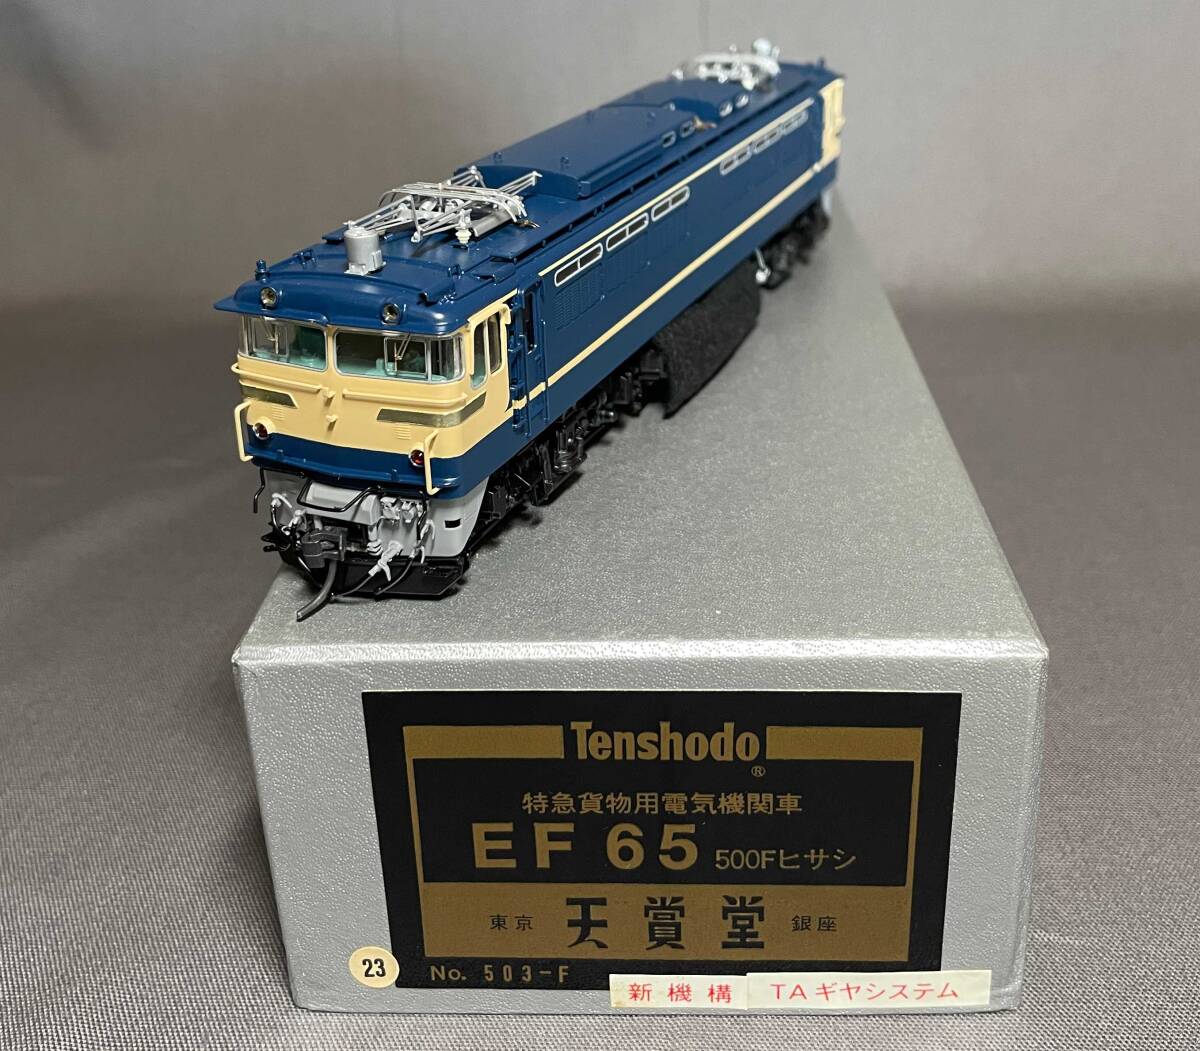 Tenshodo
®
特急貨物用電気機関車
EF 65 500Fヒサシ
東京 天賞堂 銀座
23 No. 503-F
新機構 TAギヤシステム